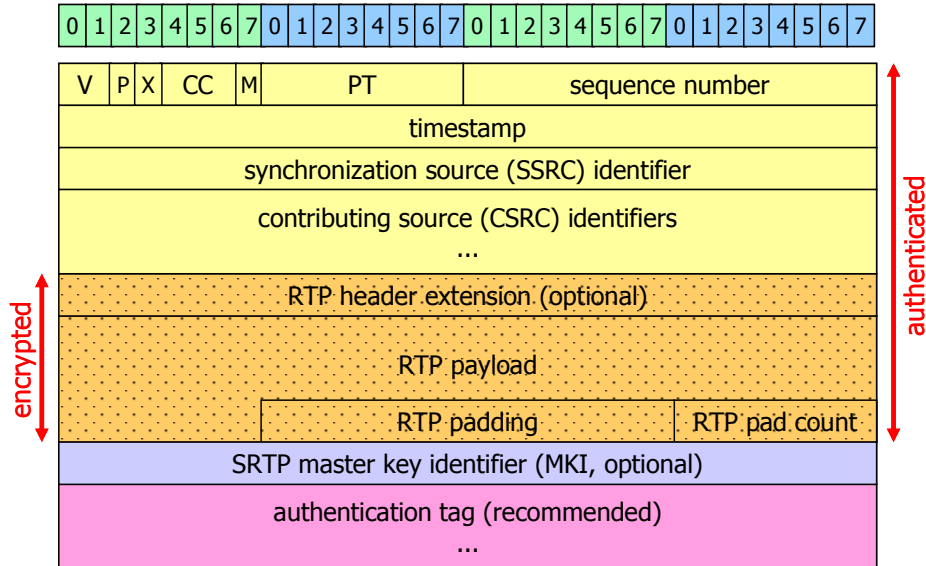 0 1 2 3 4 5 6 7 0 1 2 3 4 5 6 7 0 1 2 3 4 5 6 7 0 1 2 3 4 5 6 7
V P X CC M PT sequence number
timestamp
synchronization source (SSRC) identifier
contributing source (CSRC) identifiers
...
RTP header extension (optional)
RTP payload
RTP padding RTP pad count
SRTP master key identifier (MKI, optional)
authentication tag (recommended)
...
encrypted
authenticated